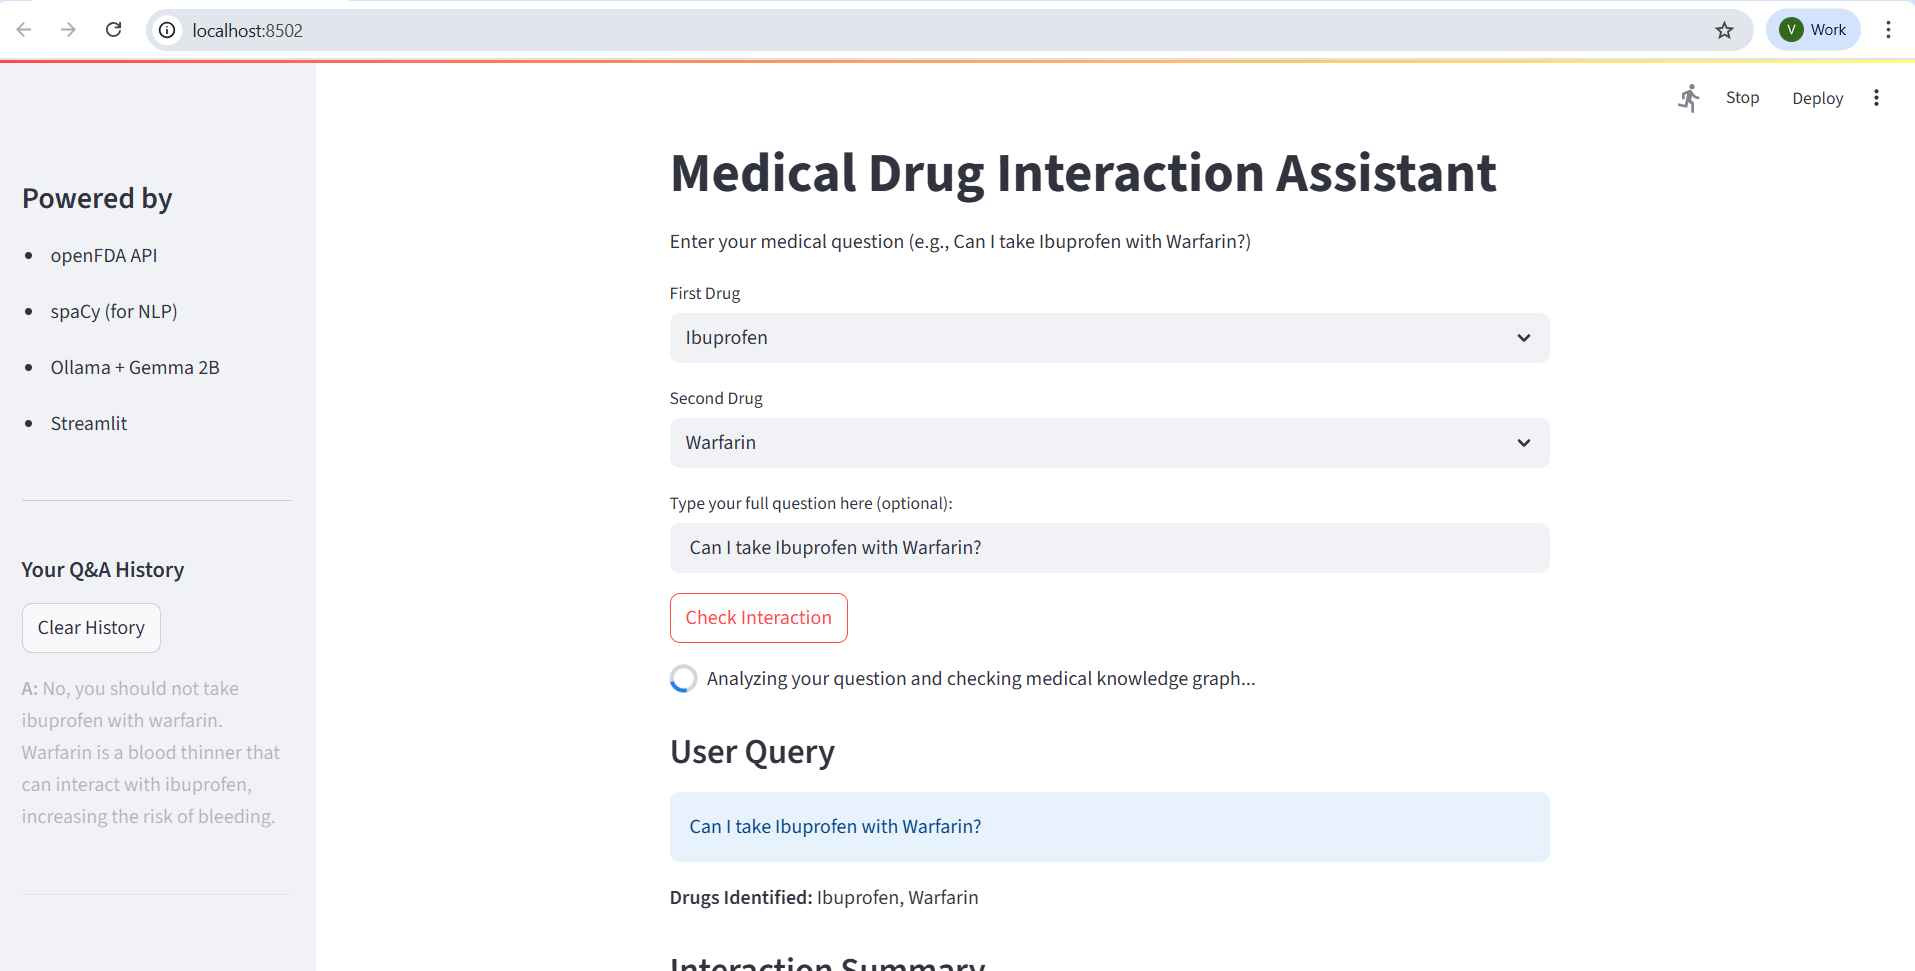 localhost:8502
V Work
Stop Deploy
Powered by
openFDA API
spaCy (for NLP)
Ollama + Gemma 2B
Streamlit
Your Q&A History
Clear History
A: No, you should not take
ibuprofen with warfarin.
Warfarin is a blood thinner that
can interact with ibuprofen,
increasing the risk of bleeding.
Medical Drug Interaction Assistant
Enter your medical question (e.g., Can I take Ibuprofen with Warfarin?)
First Drug
Ibuprofen
Second Drug
Warfarin
Type your full question here (optional):
Can I take Ibuprofen with Warfarin?
Check Interaction
Analyzing your question and checking medical knowledge graph...
User Query
Can I take Ibuprofen with Warfarin?
Drugs Identified: Ibuprofen, Warfarin
Interaction Summary